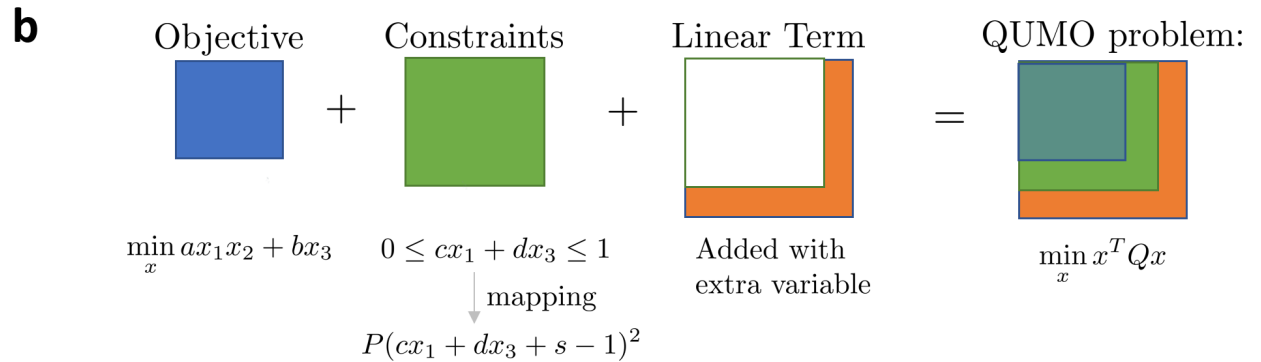 b
Objective + Constraints + Linear Term = QUMO problem:
min_x ax_1x_2 + bx_3
0 ≤ cx_1 + dx_3 ≤ 1
mapping
P(cx_1 + dx_3 + s − 1)^2
Added with
extra variable
min_x x^T Qx